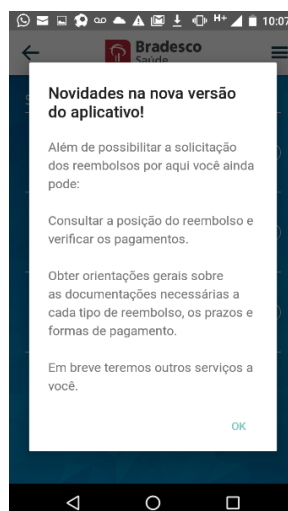 H+ 10:07
Bradesco
Saúde
Novidades na nova versão
do aplicativo!
Além de possibilitar a solicitação
dos reembolsos por aqui você ainda
pode:
Consultar a posição do reembolso e
verificar os pagamentos.
Obter orientações gerais sobre
as documentações necessárias a
cada tipo de reembolso, os prazos e
formas de pagamento.
Em breve teremos outros serviços a
você.
OK